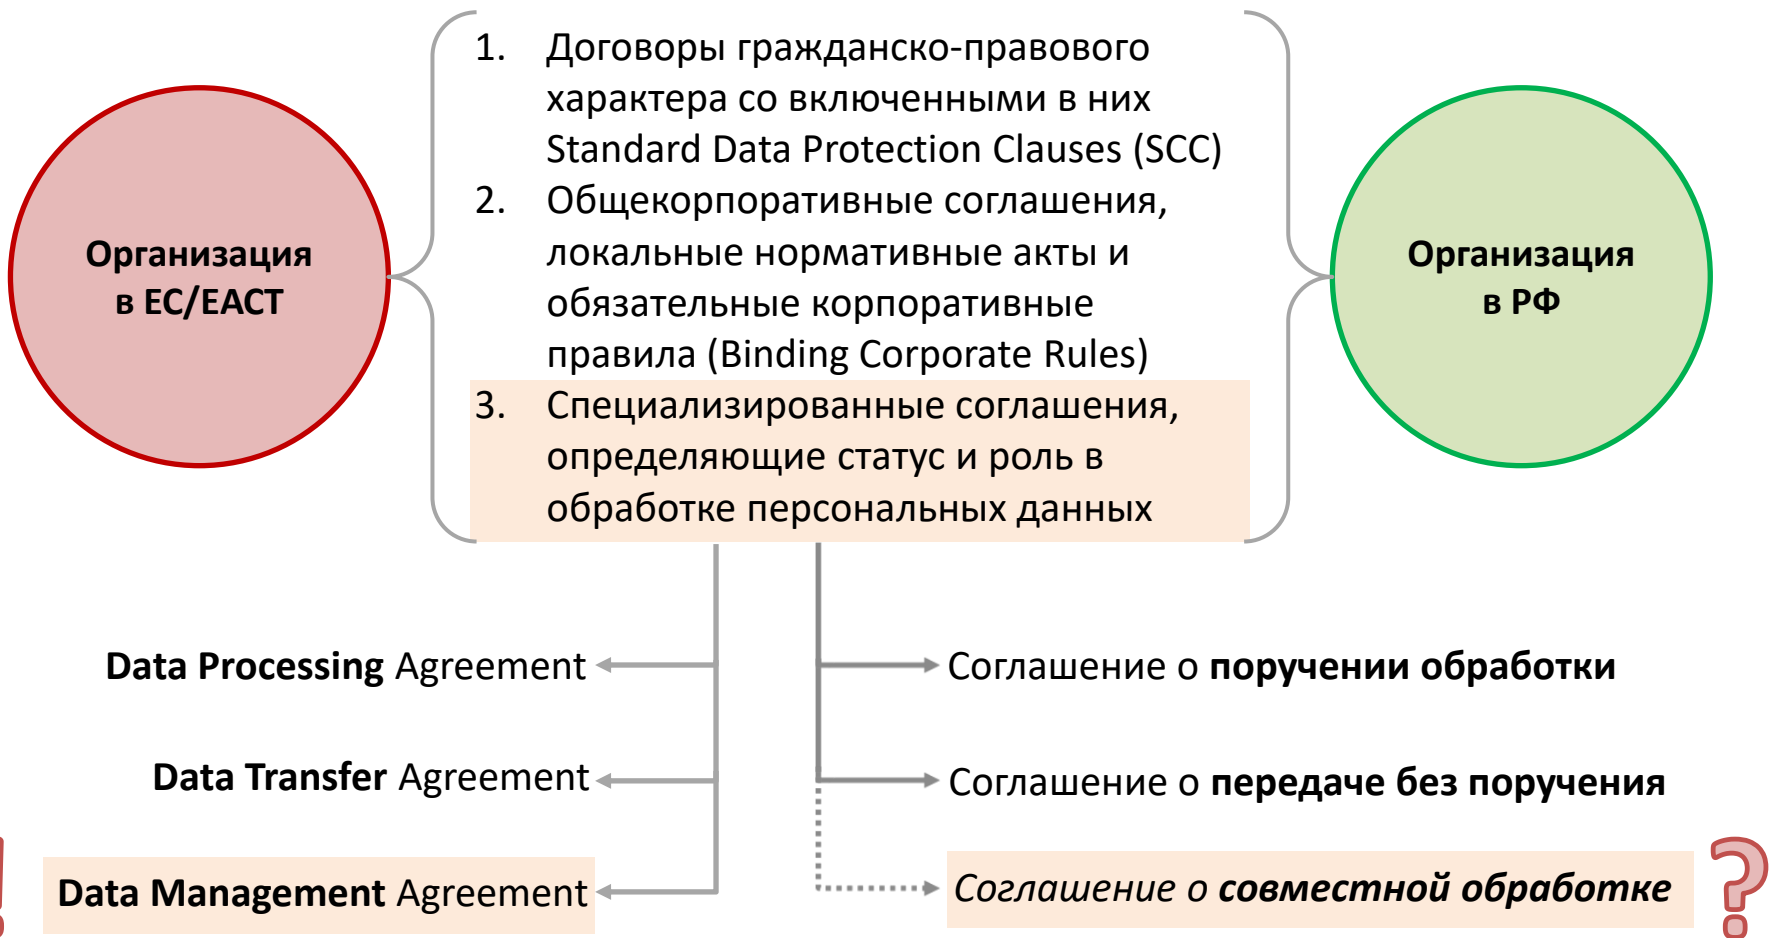 1. Договоры гражданско-правового
характера со включенными в них
Standard Data Protection Clauses (SCC)
2. Общекорпоративные соглашения,
локальные нормативные акты и
обязательные корпоративные
правила (Binding Corporate Rules)
3. Специализированные соглашения,
определяющие статус и роль в
обработке персональных данных
Организация
в ЕС/ЕАСТ
Организация
в РФ
Data Processing Agreement
Соглашение о поручении обработки
Data Transfer Agreement
Соглашение о передаче без поручения
!
Data Management Agreement
Соглашение о совместной обработке
?